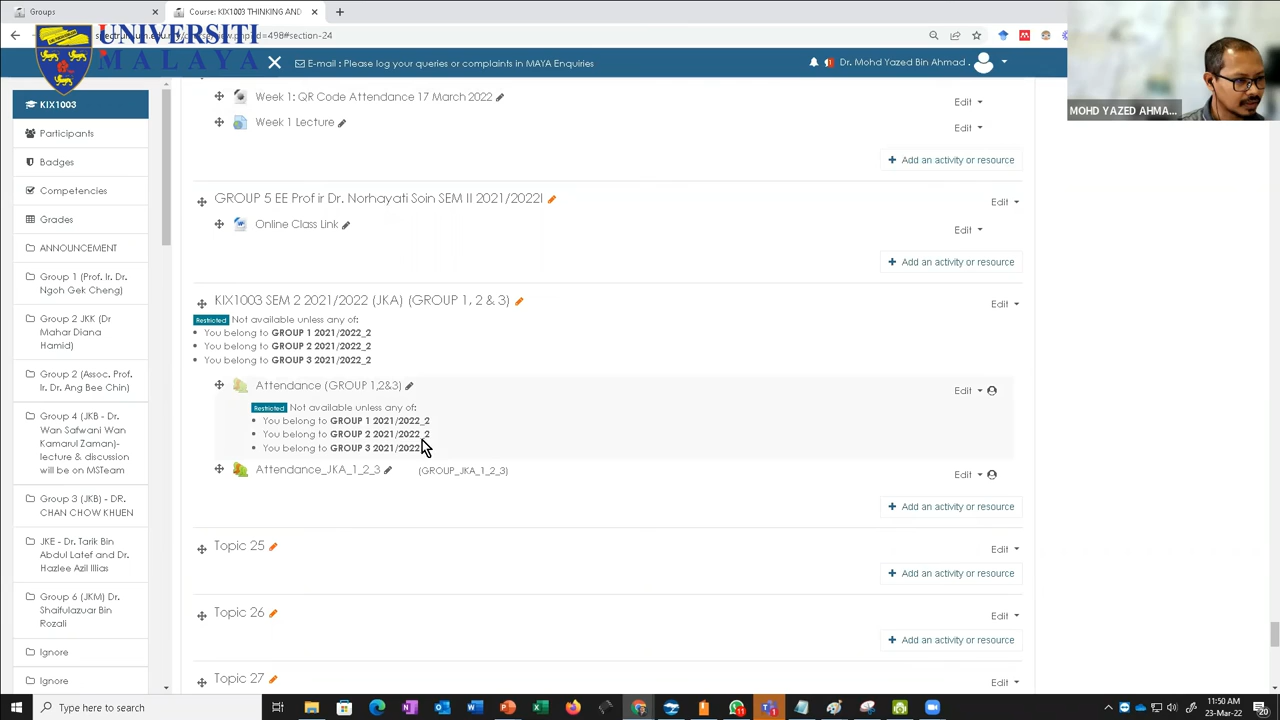 Groups
Course: KIX1003 THINKING AND
UNIVERSITI
MALAYA
E-mail : Please log your queries or complaints in MAYA Enquiries
Dr. Mohd Yazed Bin Ahmad
MOHD YAZED AHMA...
KIX1003
Participants
Badges
Competencies
Grades
ANNOUNCEMENT
Group 1 (Prof. Ir. Dr.
Ngoh Gek Cheng)
Group 2 JKK (Dr
Mahar Diana
Hamid)
Group 2 (Assoc. Prof.
Ir. Dr. Ang Bee Chin)
Group 4 (JKB - Dr.
Wan Safwani Wan
Kamarul Zaman)-
lecture & discussion
will be on MSTeam
Group 3 (JKB) - DR.
CHAN CHOW KHUEN
JKE - Dr. Tarik Bin
Abdul Latef and Dr.
Hazlee Azil Illias
Group 6 (JKM) Dr.
Shaifulazuar Bin
Rozali
Ignore
Ignore
Week 1: QR Code Attendance 17 March 2022
Edit
Week 1 Lecture
Edit
Add an activity or resource
GROUP 5 EE Prof ir Dr. Norhayati Soin SEM II 2021/2022!
Edit
Online Class Link
Edit
Add an activity or resource
KIX1003 SEM 2 2021/2022 (JKA) (GROUP 1, 2 & 3)
Edit
Restricted Not available unless any of:
You belong to GROUP 1 2021/2022_2
You belong to GROUP 2 2021/2022_2
You belong to GROUP 3 2021/2022_2
Attendance (GROUP 1,2&3)
Edit
Restricted Not available unless any of:
You belong to GROUP 1 2021/2022_2
You belong to GROUP 2 2021/2022_2
You belong to GROUP 3 2021/2022
Attendance_JKA_1_2_3 (GROUP_JKA_1_2_3)
Edit
Add an activity or resource
Topic 25
Edit
Add an activity or resource
Topic 26
Edit
Add an activity or resource
Topic 27
Edit
Type here to search
11:50 AM
23-Mar-22